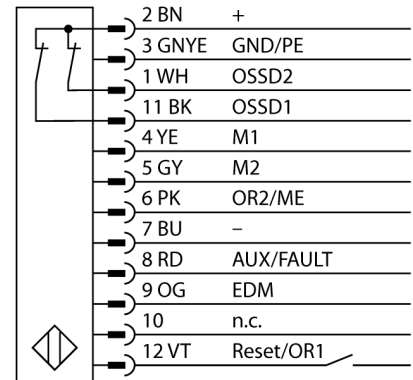 2 BN +
3 GNYE GND/PE
1 WH OSSD2
11 BK OSSD1
4 YE M1
5 GY M2
6 PK OR2/ME
7 BU –
8 RD AUX/FAULT
9 OG EDM
10 n.c.
12 VT Reset/OR1